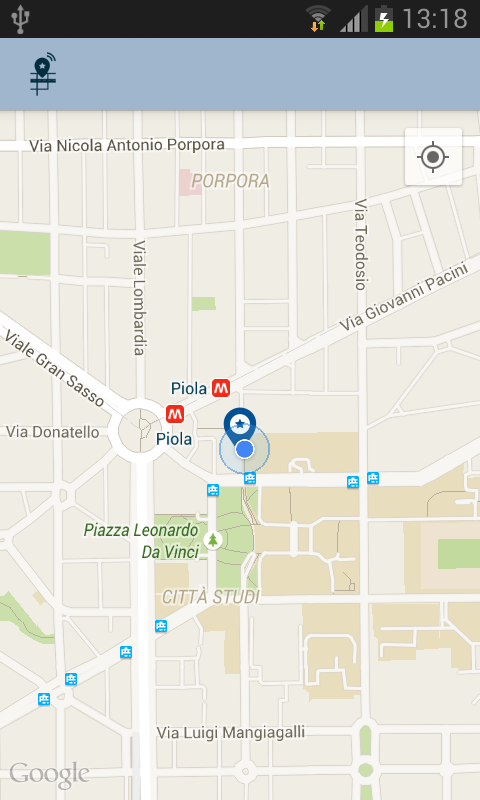 13:18
Via Nicola Antonio Porpora
PORPORA
Via Teodosio
Viale Lombardia
Via Giovanni Pacini
Viale Gran Sasso
Piola
M
M
Via Donatello
Piola
Piazza Leonardo
Da Vinci
CITTÀ STUDI
Via Luigi Mangiagalli
Google